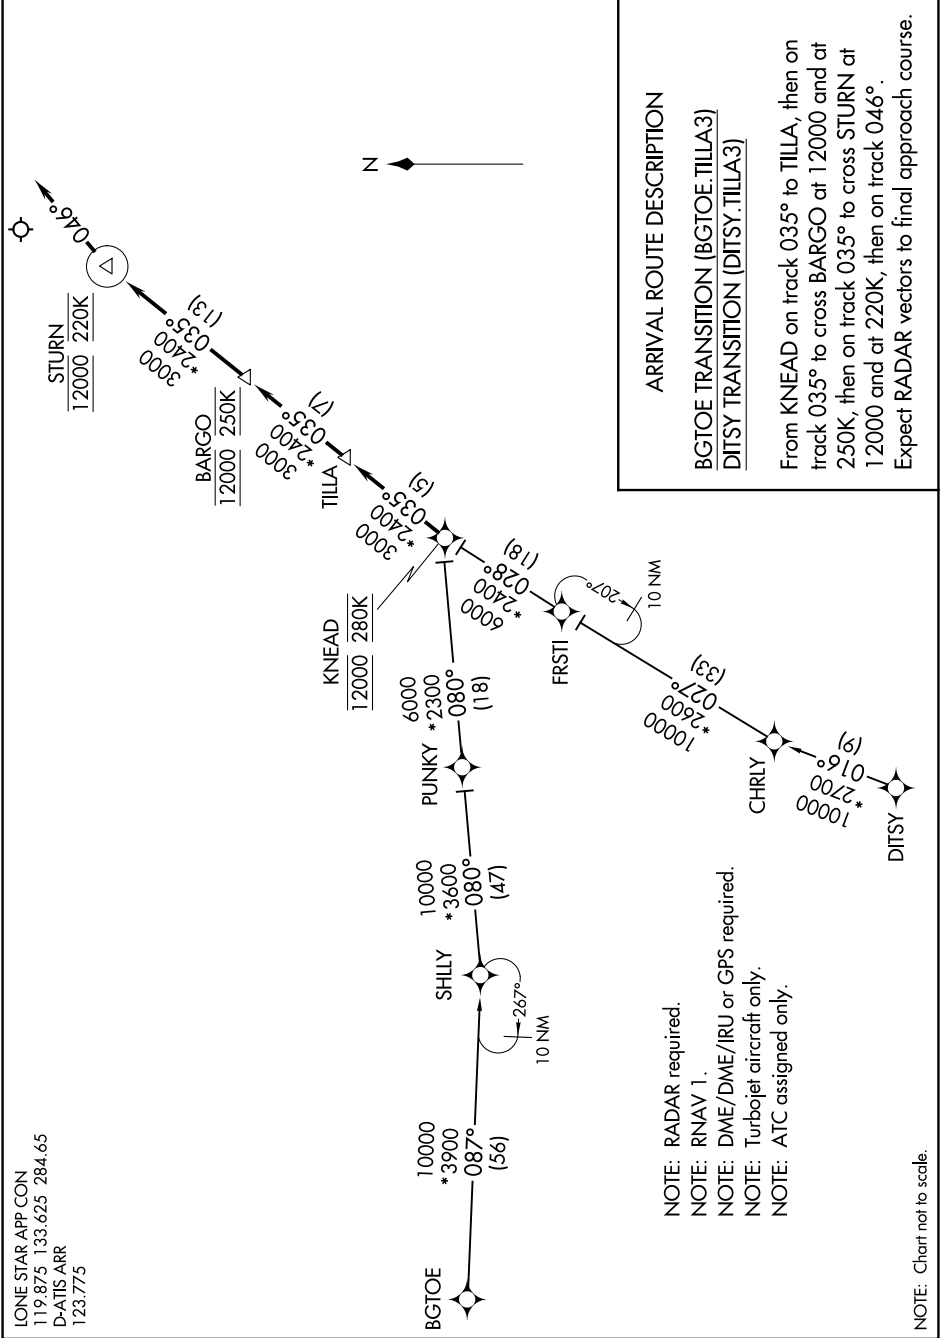 LONE STAR APP CON
119.875 133.625 284.65
D-ATIS ARR
123.775
046°
STURN
12000 220K
3000
*2400
035°
(13)
BARGO
12000 250K
3000
*2400
035°
(7)
TILLA
3000
*2400
035°
(5)
N
KNEAD
12000 280K
BGTOE
10000
*3900
087°
(56)
SHLLY
267°
10 NM
10000
*3600
080°
(47)
PUNKY
6000
*2300
080°
(18)
6000
*2400
028°
(18)
FRSTI
207°
10 NM
10000
*2600
027°
(33)
CHRLY
10000
*2700
016°
(9)
DITSY
ARRIVAL ROUTE DESCRIPTION
BGTOE TRANSITION (BGTOE.TILLA3)
DITSY TRANSITION (DITSY.TILLA3)
From KNEAD on track 035° to TILLA, then on
track 035° to cross BARGO at 12000 and at
250K, then on track 035° to cross STURN at
12000 and at 220K, then on track 046°.
Expect RADAR vectors to final approach course.
NOTE: RADAR required.
NOTE: RNAV 1.
NOTE: DME/DME/IRU or GPS required.
NOTE: Turbojet aircraft only.
NOTE: ATC assigned only.
NOTE: Chart not to scale.